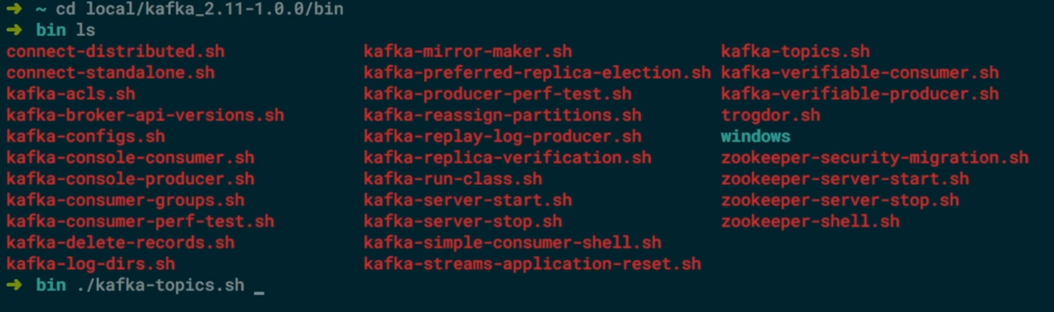 ➜ ~ cd local/kafka_2.11-1.0.0/bin
➜ bin ls
connect-distributed.sh kafka-mirror-maker.sh kafka-topics.sh
connect-standalone.sh kafka-preferred-replica-election.sh kafka-verifiable-consumer.sh
kafka-acls.sh kafka-producer-perf-test.sh kafka-verifiable-producer.sh
kafka-broker-api-versions.sh kafka-reassign-partitions.sh trogdor.sh
kafka-configs.sh kafka-replay-log-producer.sh windows
kafka-console-consumer.sh kafka-replica-verification.sh zookeeper-security-migration.sh
kafka-console-producer.sh kafka-run-class.sh zookeeper-server-start.sh
kafka-consumer-groups.sh kafka-server-start.sh zookeeper-server-stop.sh
kafka-consumer-perf-test.sh kafka-server-stop.sh zookeeper-shell.sh
kafka-delete-records.sh kafka-simple-consumer-shell.sh
kafka-log-dirs.sh kafka-streams-application-reset.sh
➜ bin ./kafka-topics.sh _